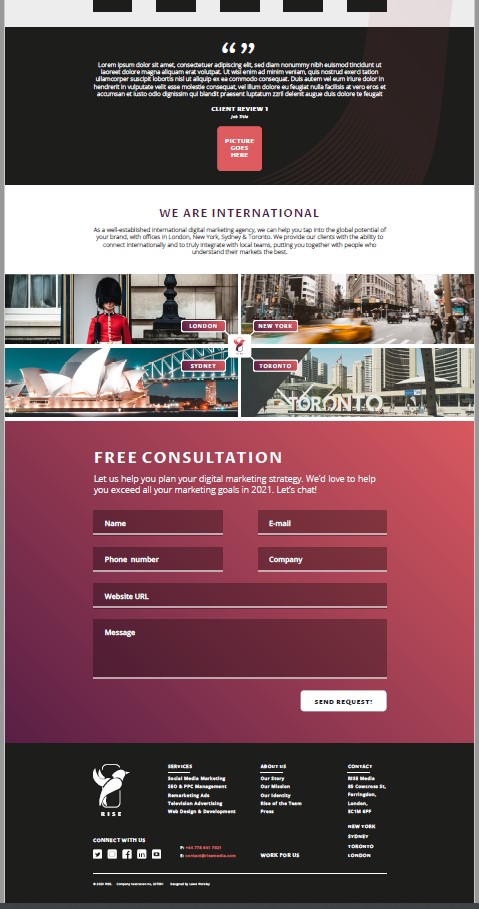 “ ”
Lorem ipsum dolor sit amet, consectetuer adipiscing elit, sed diam nonummy nibh euismod tincidunt ut
laoreet dolore magna aliquam erat volutpat. Ut wisi enim ad minim veniam, quis nostrud exerci tation
ullamcorper suscipit lobortis nisl ut aliquip ex ea commodo consequat. Duis autem vel eum iriure dolor in
hendrerit in vulputate velit esse molestie consequat, vel illum dolore eu feugiat nulla facilisis at vero eros et
accumsan et iusto odio dignissim qui blandit praesent luptatum zzril delenit augue duis dolore te feugait
CLIENT REVIEW 1
Job Title
PICTURE
GOES
HERE
WE ARE INTERNATIONAL
As a well-established international digital marketing agency, we can help you tap into the global potential of
your brand, with offices in London, New York, Sydney & Toronto. We provide our clients with the ability to
connect internationally and to truly integrate with local teams, putting you together with people who
understand their markets the best.
LONDON
NEW YORK
SYDNEY
TORONTO
TORONTO
FREE CONSULTATION
Let us help you plan your digital marketing strategy. We'd love to help
you exceed all your marketing goals in 2021. Let's chat!
Name
E-mail
Phone number
Company
Website URL
Message
SEND REQUEST!
RISE
SERVICES
Social Media Marketing
SEO & PPC Management
Remarketing Ads
Television Advertising
Web Design & Development
ABOUT US
Our Story
Our Mission
Our Identity
Rise of the Team
Press
CONTACT
RISE Media
85 Cowcross St,
Farringdon,
London,
EC1M 6PF
NEW YORK
SYDNEY
TORONTO
LONDON
CONNECT WITH US
P:
E: contact@risemedia.com
WORK FOR US
© 2020 RISE.
Designed by